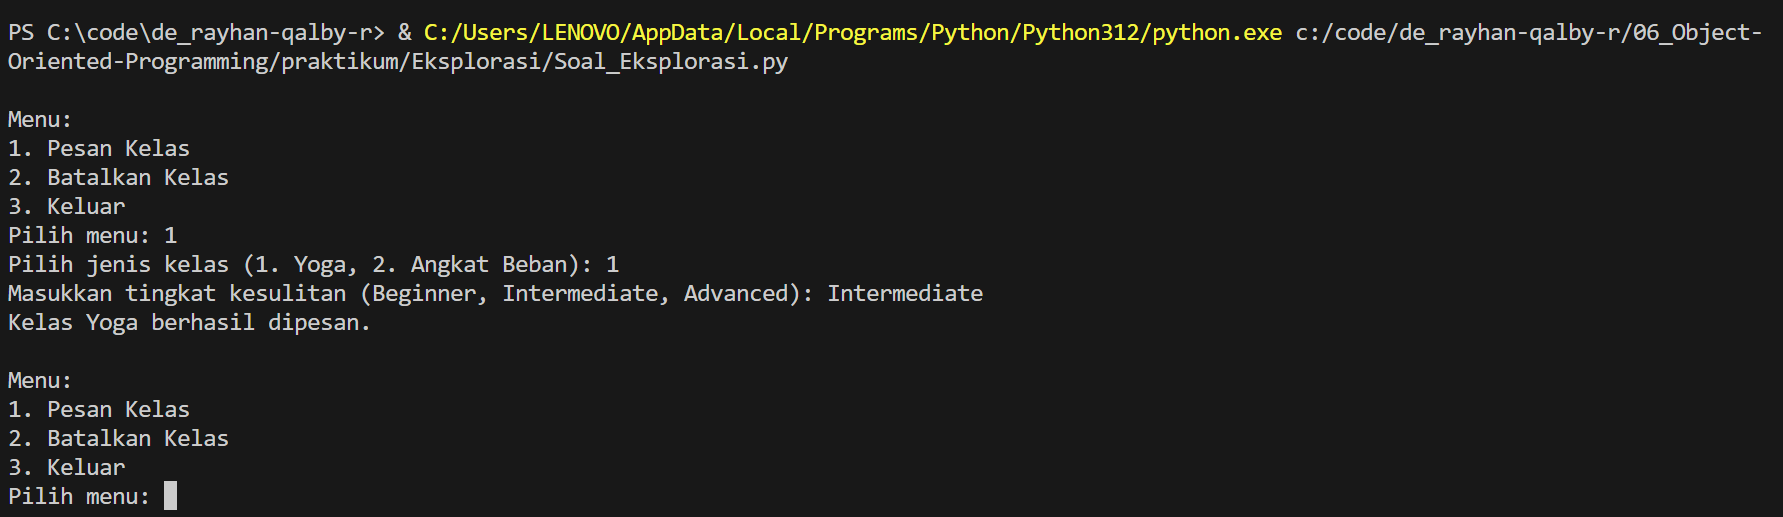 PS C:\code\de_rayhan-qalby-r> & C:/Users/LENOVO/AppData/Local/Programs/Python/Python312/python.exe c:/code/de_rayhan-qalby-r/06_Object-
Oriented-Programming/praktikum/Eksplorasi/Soal_Eksplorasi.py

Menu:
1. Pesan Kelas
2. Batalkan Kelas
3. Keluar
Pilih menu: 1
Pilih jenis kelas (1. Yoga, 2. Angkat Beban): 1
Masukkan tingkat kesulitan (Beginner, Intermediate, Advanced): Intermediate
Kelas Yoga berhasil dipesan.

Menu:
1. Pesan Kelas
2. Batalkan Kelas
3. Keluar
Pilih menu: